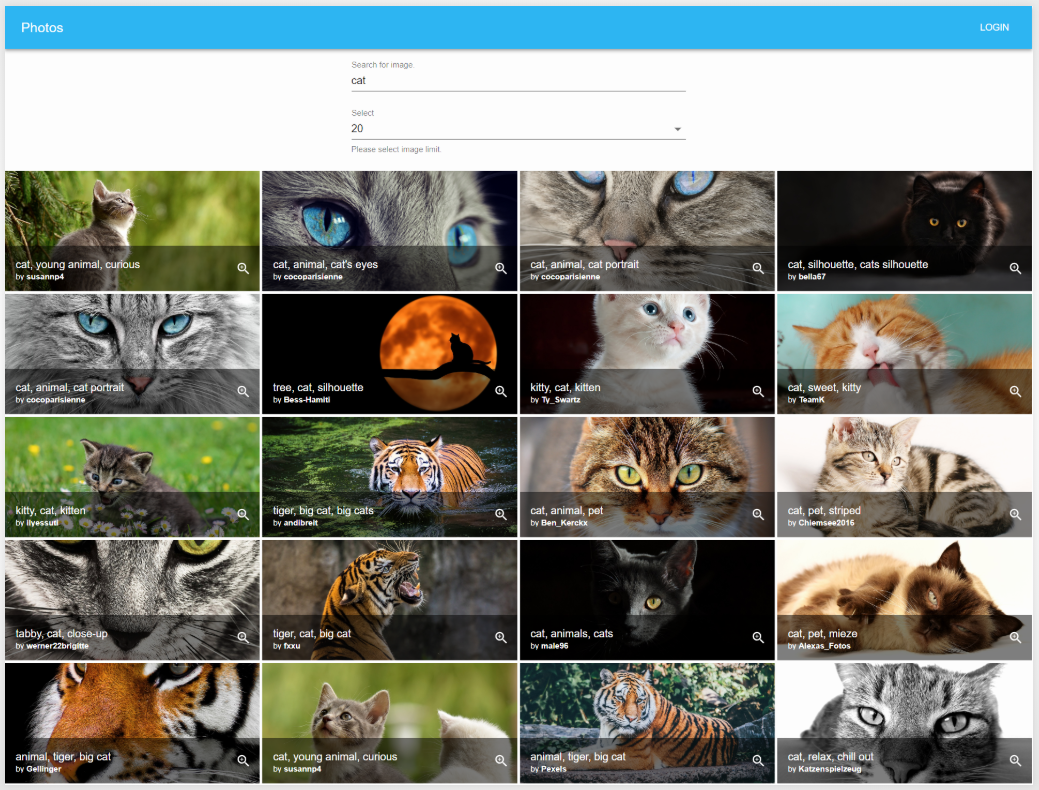 Photos
LOGIN
Search for image.
cat
Select
20
Please select image limit.
cat, young animal, curious
by susannp4
cat, animal, cat's eyes
by cocoparisienne
cat, animal, cat portrait
by cocoparisienne
cat, silhouette, cats silhouette
by bella67
cat, animal, cat portrait
by cocoparisienne
tree, cat, silhouette
by Bess-Hamiti
kitty, cat, kitten
by Ty_Swartz
cat, sweet, kitty
by TeamK
kitty, cat, kitten
by ilyessuti
tiger, big cat, big cats
by andibreit
cat, animal, pet
by Ben_Kerckx
cat, pet, striped
by Chiemsee2016
tabby, cat, close-up
by werner22brigitte
tiger, cat, big cat
by fxxu
cat, animals, cats
by male96
cat, pet, mieze
by Alexas_Fotos
animal, tiger, big cat
by Gellinger
cat, young animal, curious
by susannp4
animal, tiger, big cat
by Pexels
cat, relax, chill out
by Katzenspielzeug